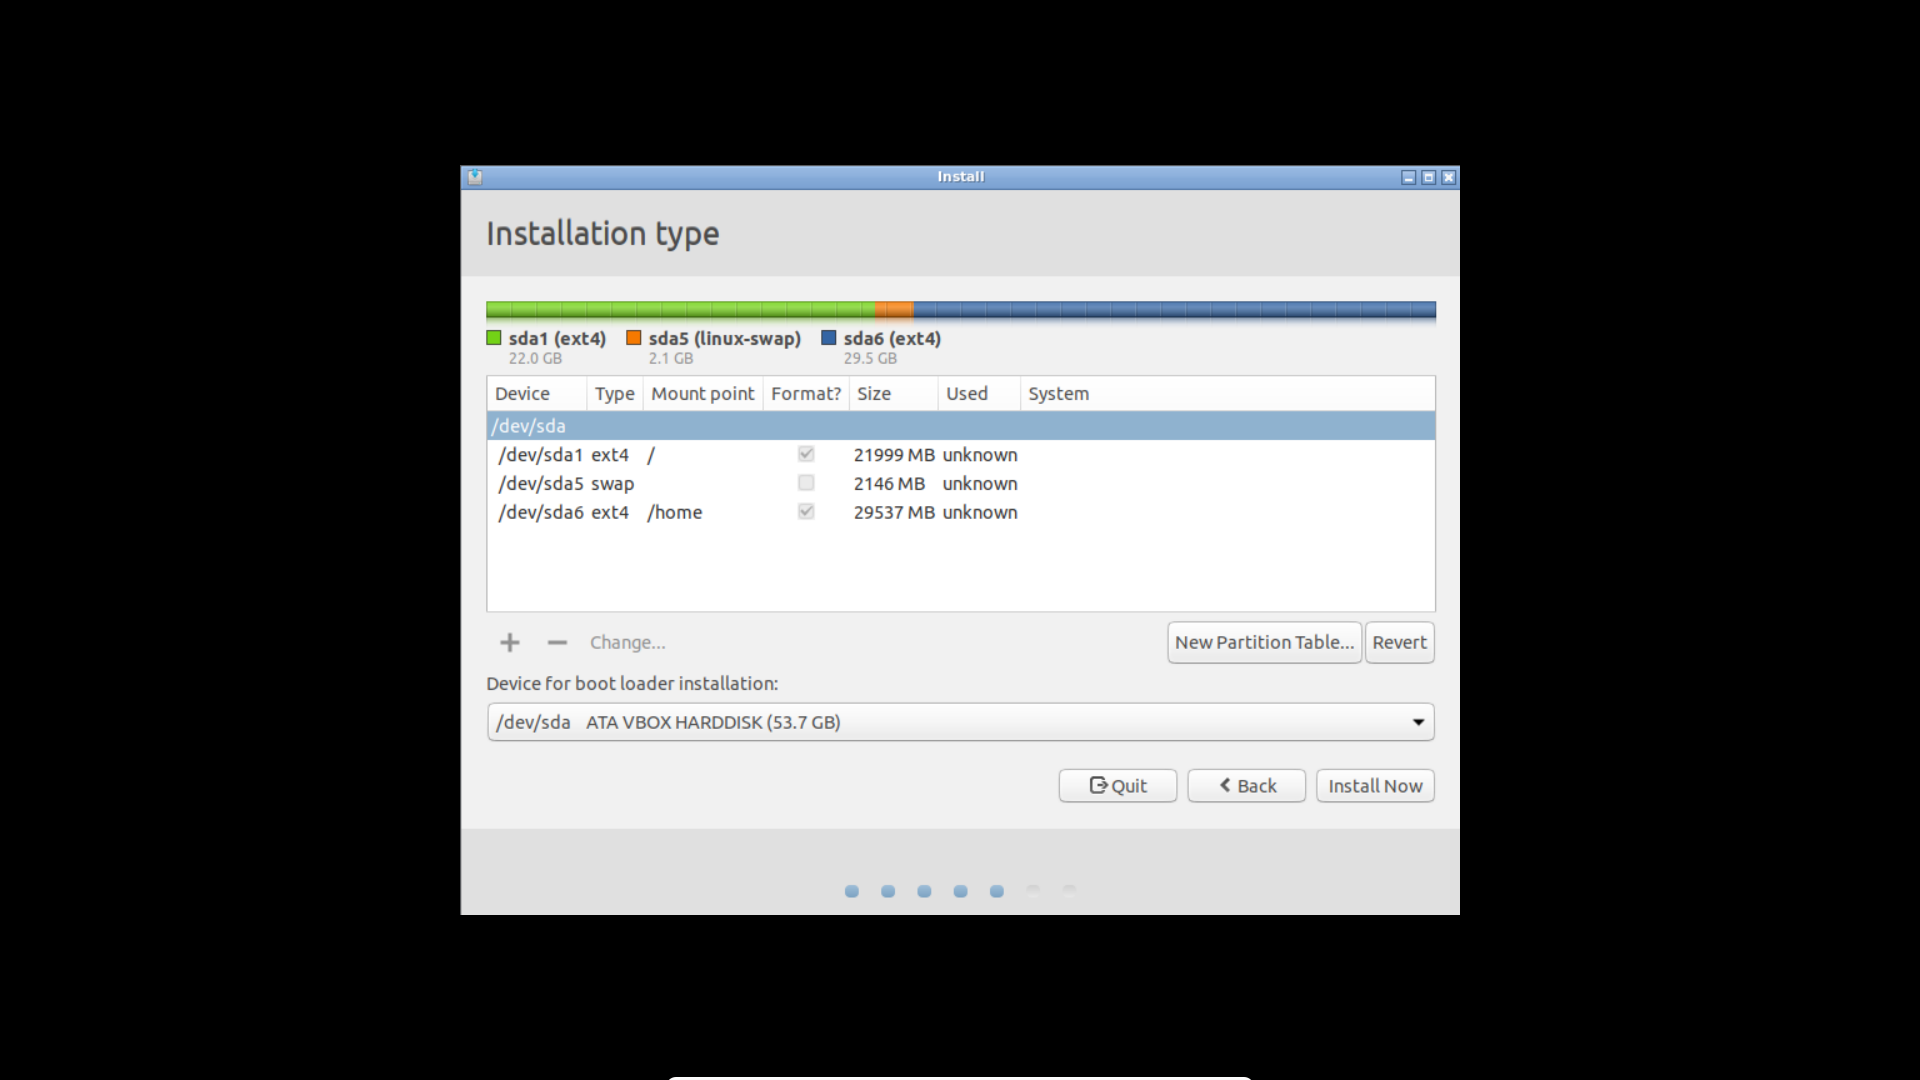 Install
Installation type
sda1 (ext4) sda5 (linux-swap) sda6 (ext4)
22.0 GB 2.1 GB 29.5 GB
Device Type Mount point Format? Size Used System
/dev/sda
/dev/sda1 ext4 / 21999 MB unknown
/dev/sda5 swap 2146 MB unknown
/dev/sda6 ext4 /home 29537 MB unknown
+ − Change... New Partition Table... Revert
Device for boot loader installation:
/dev/sda ATA VBOX HARDDISK (53.7 GB)
Quit Back Install Now